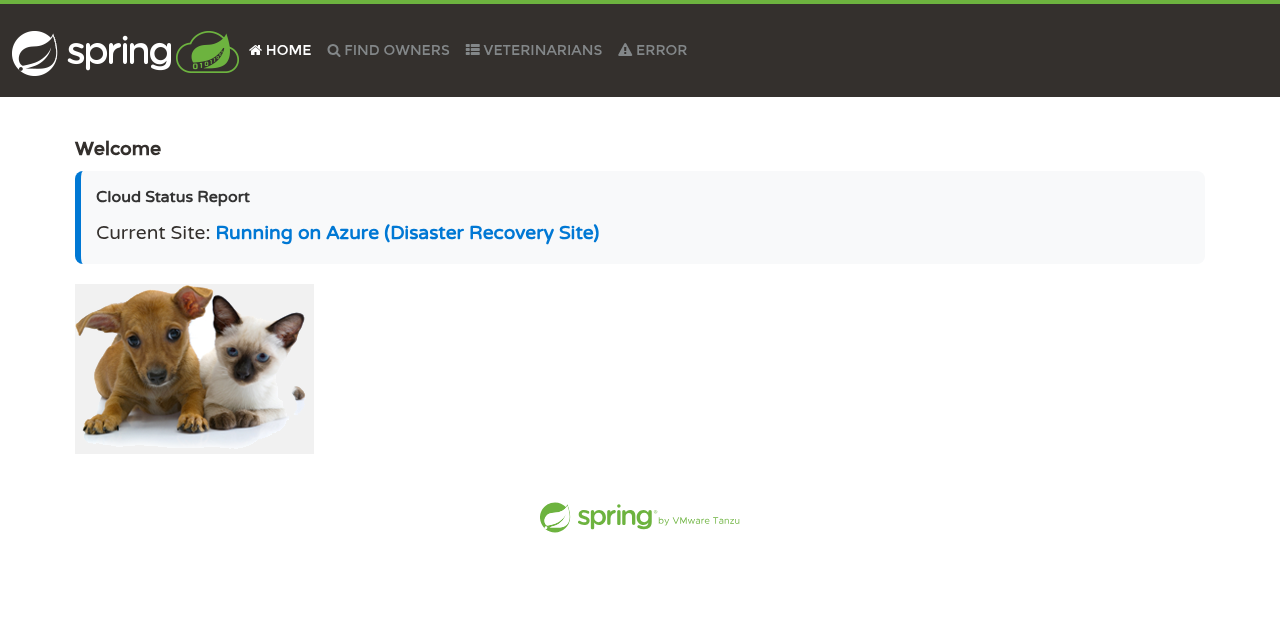 spring
HOME
FIND OWNERS
VETERINARIANS
ERROR
Welcome
Cloud Status Report
Current Site: Running on Azure (Disaster Recovery Site)
spring by VMware Tanzu